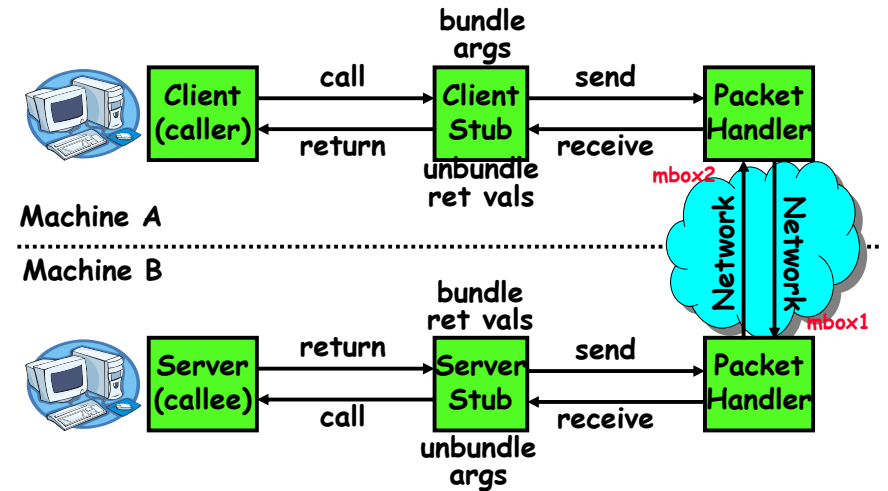 bundle
args
call
send
Client
(caller)
Client
Stub
Packet
Handler
return
receive
unbundle
ret vals
mbox2
Machine A
Network
Network
Machine B
mbox1
bundle
ret vals
return
send
Server
(callee)
Server
Stub
Packet
Handler
call
receive
unbundle
args